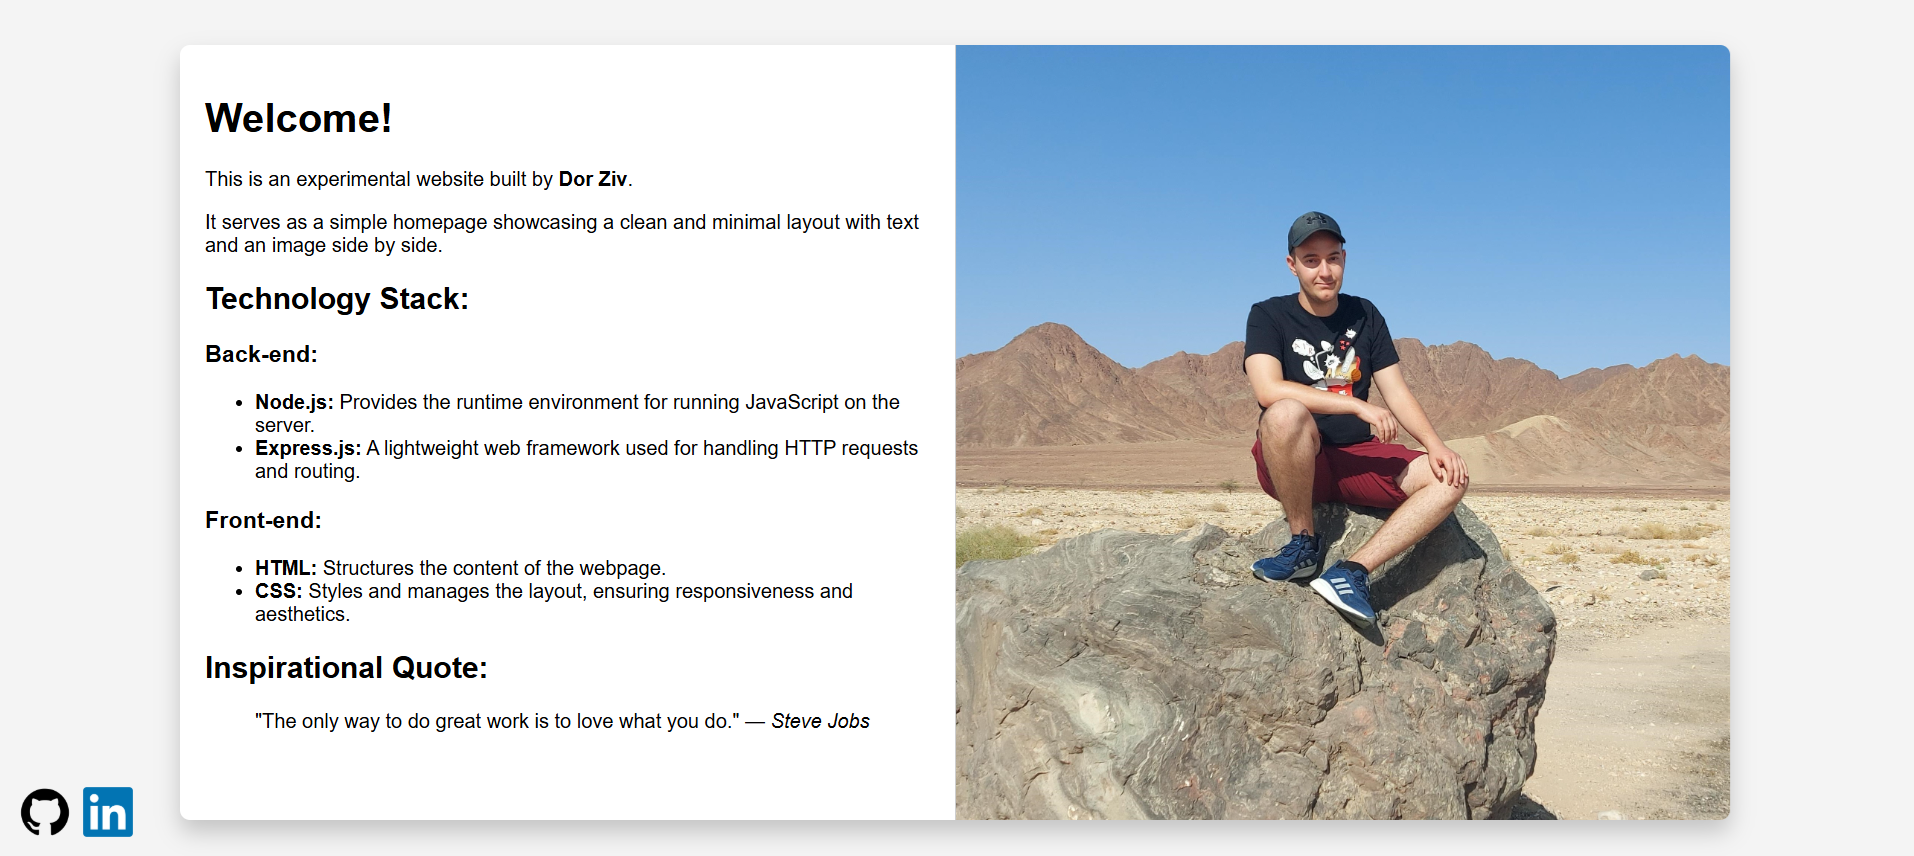 Welcome!
This is an experimental website built by Dor Ziv.
It serves as a simple homepage showcasing a clean and minimal layout with text
and an image side by side.
Technology Stack:
Back-end:
• Node.js: Provides the runtime environment for running JavaScript on the
server.
• Express.js: A lightweight web framework used for handling HTTP requests
and routing.
Front-end:
• HTML: Structures the content of the webpage.
• CSS: Styles and manages the layout, ensuring responsiveness and
aesthetics.
Inspirational Quote:
"The only way to do great work is to love what you do." — Steve Jobs
in